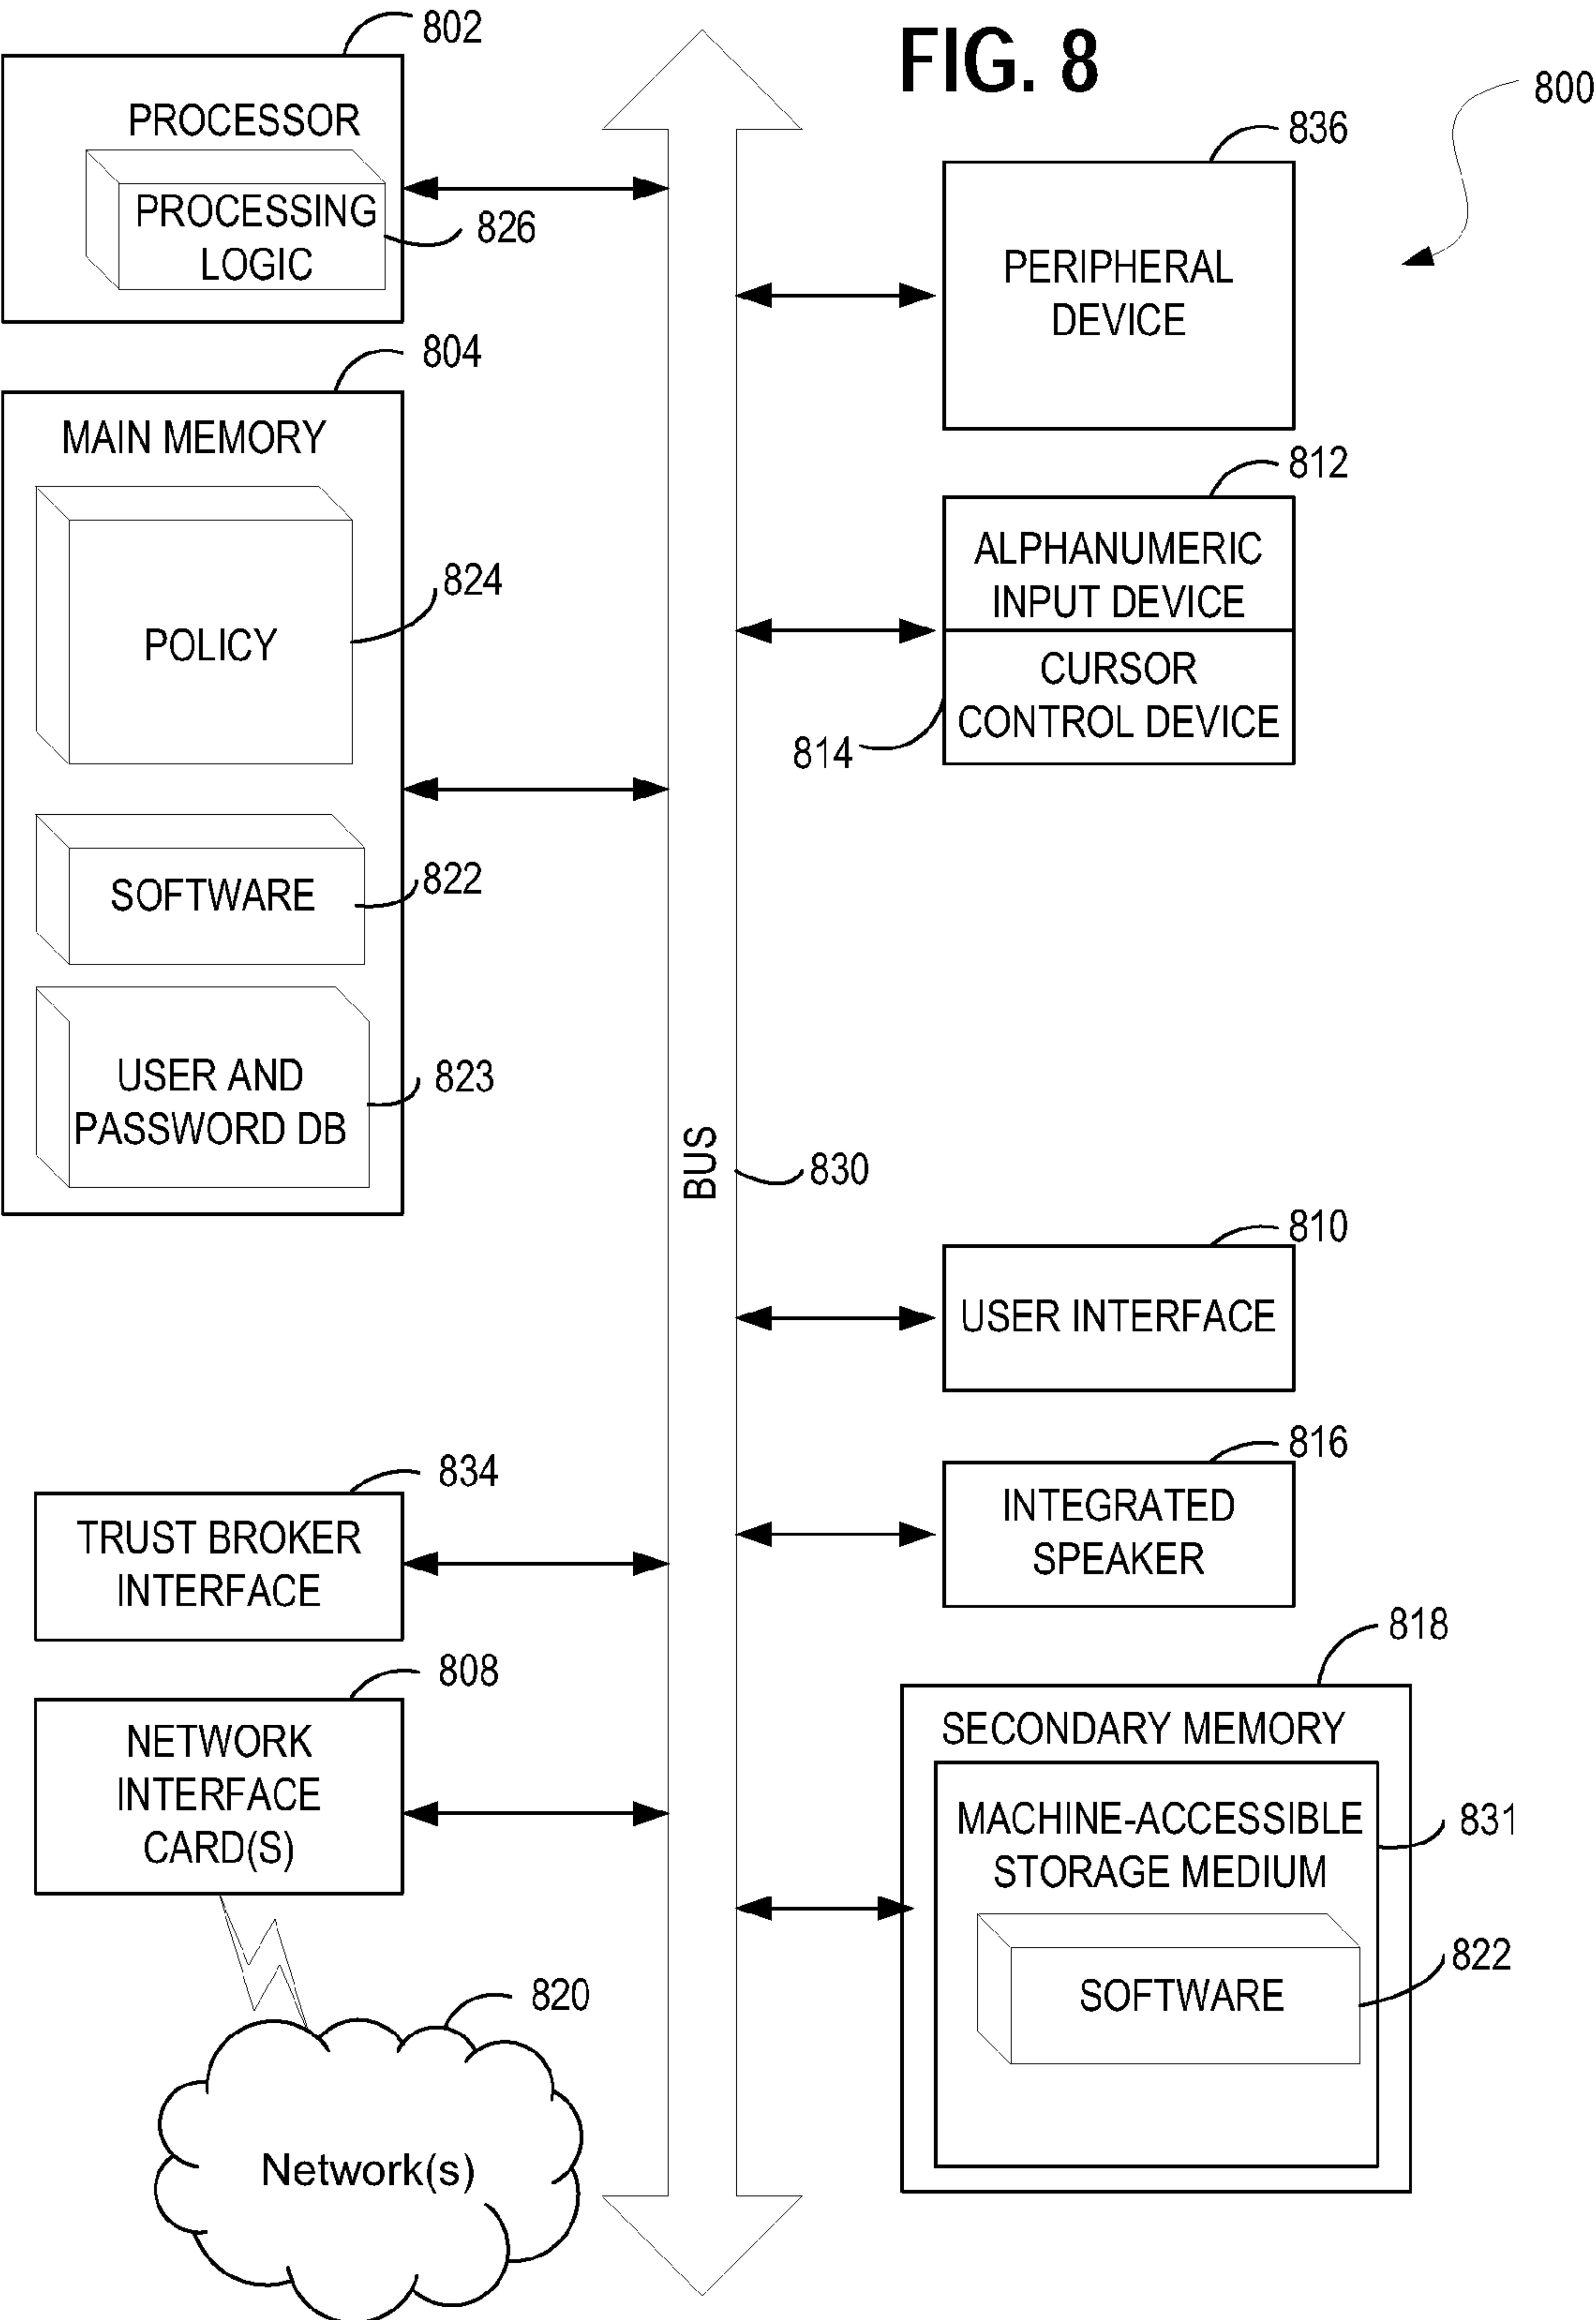 FIG. 8
800
802
PROCESSOR
PROCESSING
LOGIC
826
804
MAIN MEMORY
POLICY
824
SOFTWARE
822
USER AND
PASSWORD DB
823
834
TRUST BROKER
INTERFACE
808
NETWORK
INTERFACE
CARD(S)
820
Network(s)
BUS
830
836
PERIPHERAL
DEVICE
812
ALPHANUMERIC
INPUT DEVICE
CURSOR
CONTROL DEVICE
814
810
USER INTERFACE
816
INTEGRATED
SPEAKER
818
SECONDARY MEMORY
MACHINE-ACCESSIBLE
STORAGE MEDIUM
831
SOFTWARE
822